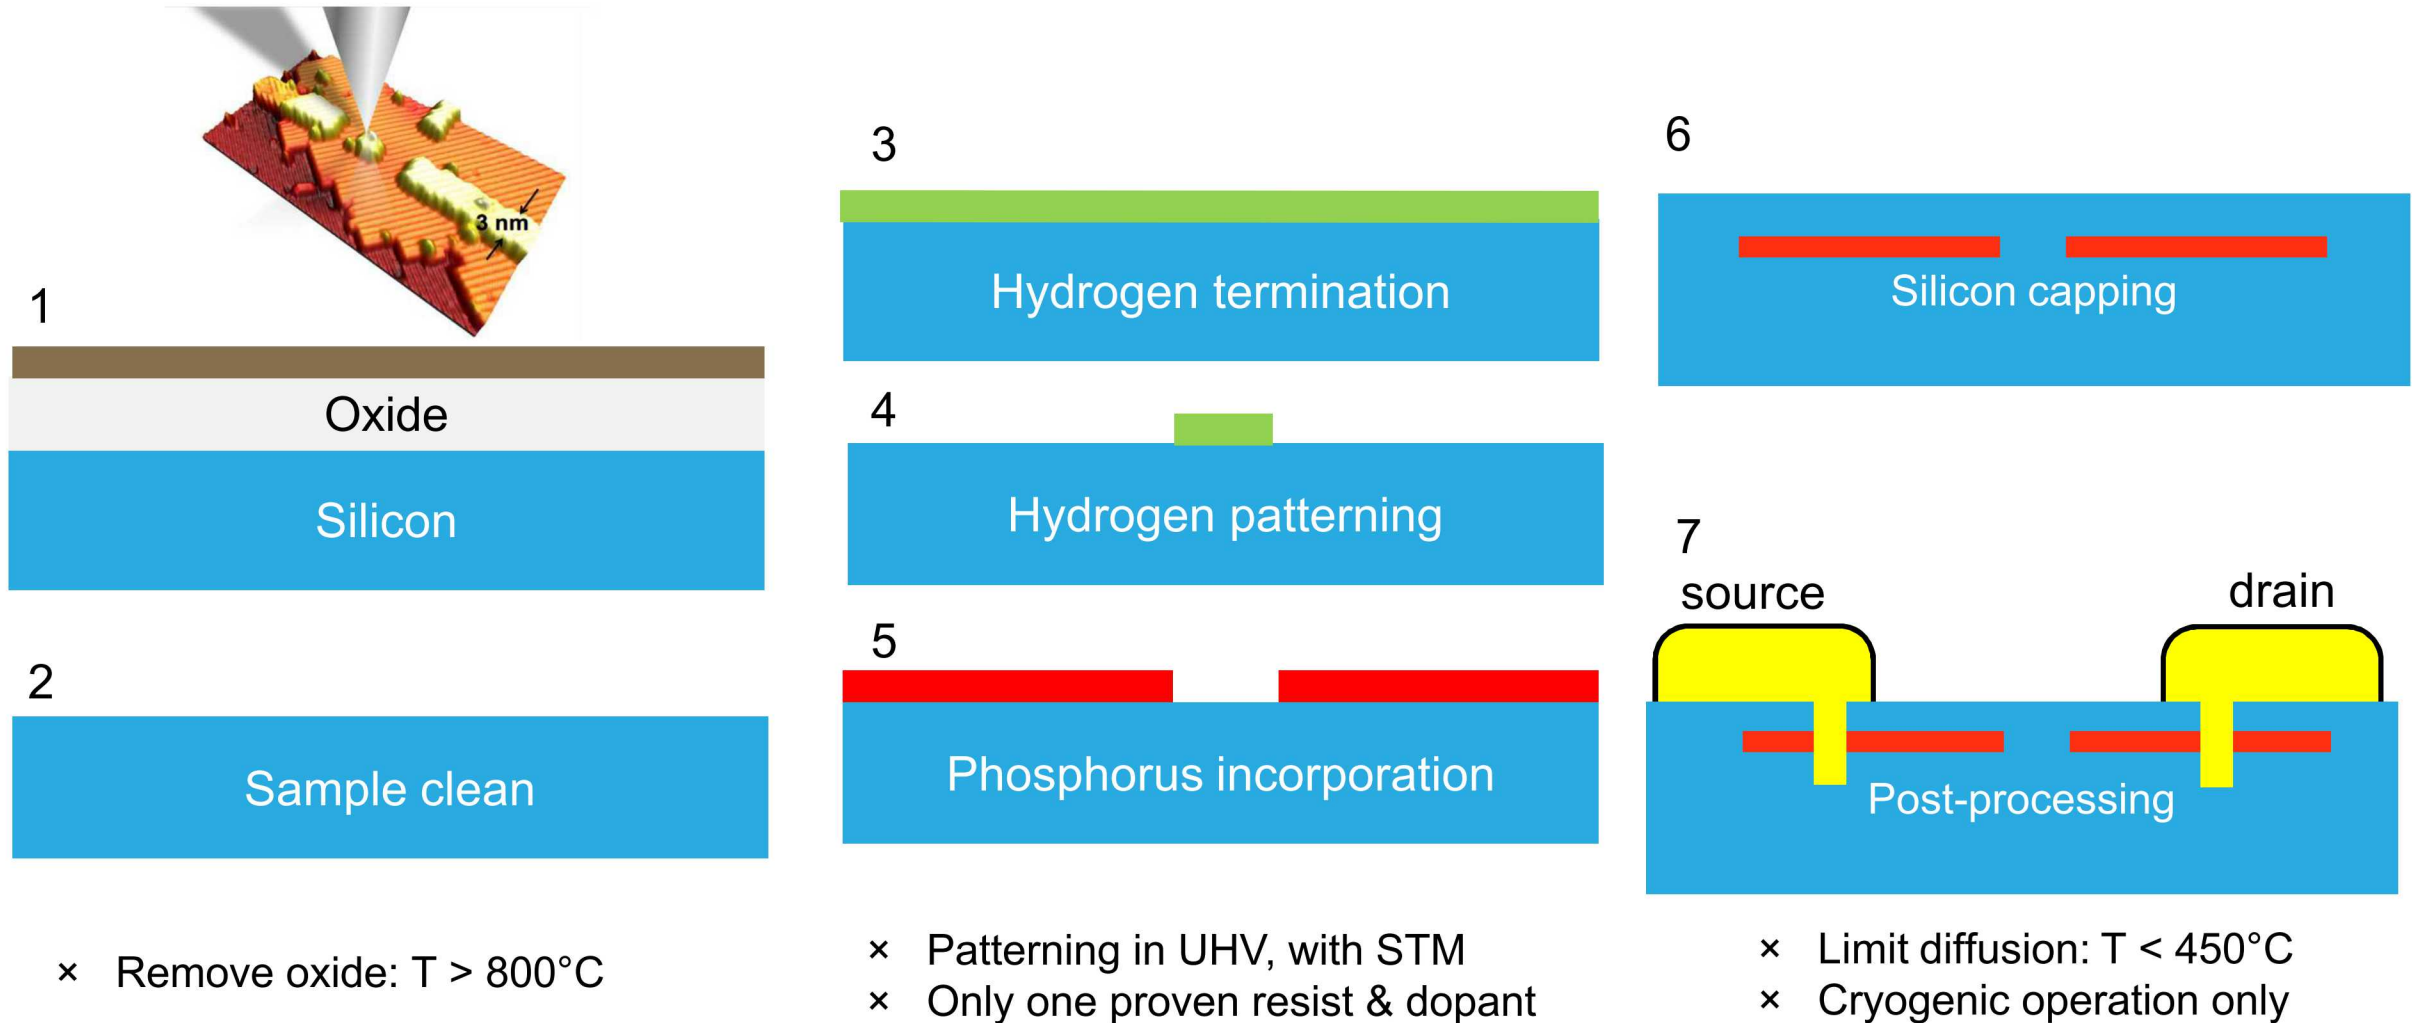 3 nm
1
Oxide
Silicon
2
Sample clean
× Remove oxide: T > 800°C
3
Hydrogen termination
4
Hydrogen patterning
5
Phosphorus incorporation
× Patterning in UHV, with STM
× Only one proven resist & dopant
6
Silicon capping
7
source
drain
Post-processing
× Limit diffusion: T < 450°C
× Cryogenic operation only